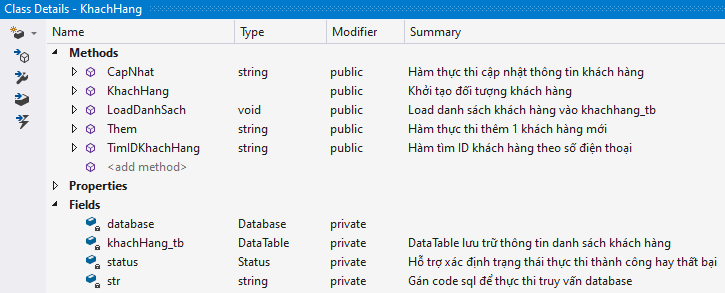 Class Details - KhachHang
Name Type Modifier Summary
Methods
CapNhat string public Hàm thực thi cập nhật thông tin khách hàng
KhachHang public Khởi tạo đối tượng khách hàng
LoadDanhSach void public Load danh sách khách hàng vào khachhang_tb
Them string public Hàm thực thi thêm 1 khách hàng mới
TimIDKhachHang string public Hàm tìm ID khách hàng theo số điện thoại
<add method>
Properties
Fields
database Database private
khachHang_tb DataTable private DataTable lưu trữ thông tin danh sách khách hàng
status Status private Hỗ trợ xác định trạng thái thực thi thành công hay thất bại
str string private Gán code sql để thực thi truy vấn database